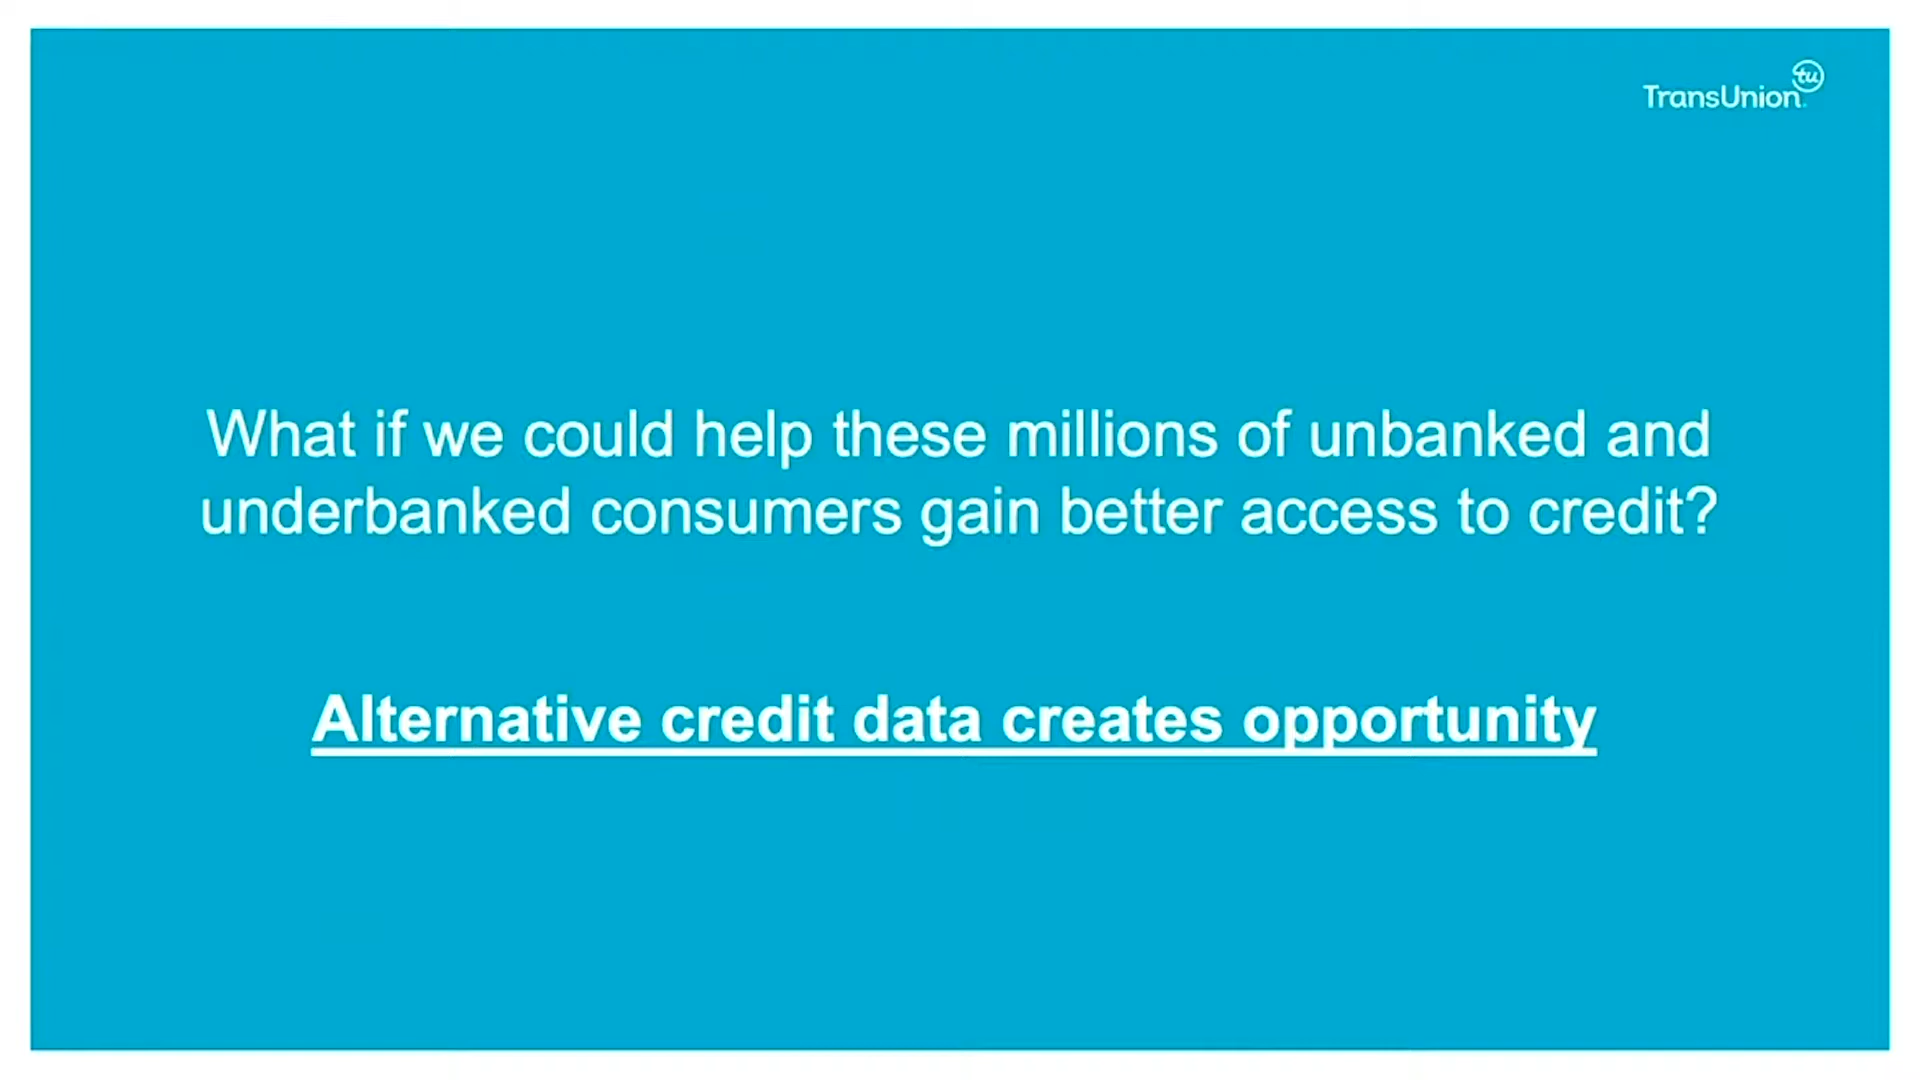 tu
TransUnion.
What if we could help these millions of unbanked and
underbanked consumers gain better access to credit?
Alternative credit data creates opportunity